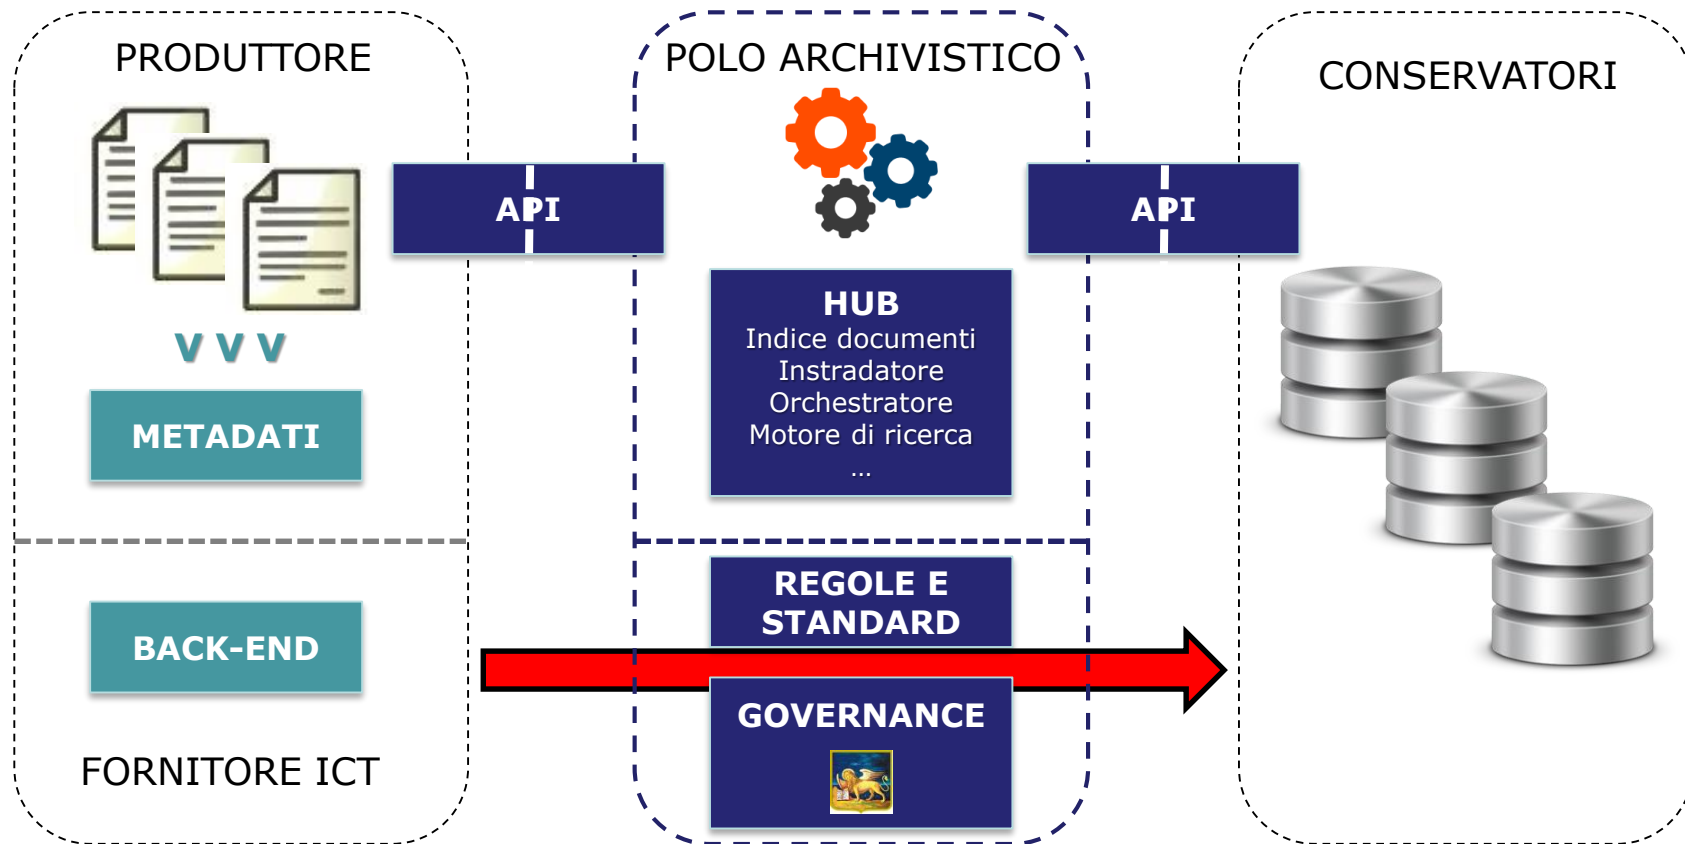 PRODUTTORE
V V V
METADATI
BACK-END
FORNITORE ICT
API
POLO ARCHIVISTICO
HUB
Indice documenti
Instradatore
Orchestratore
Motore di ricerca
...
REGOLE E
STANDARD
GOVERNANCE
API
CONSERVATORI